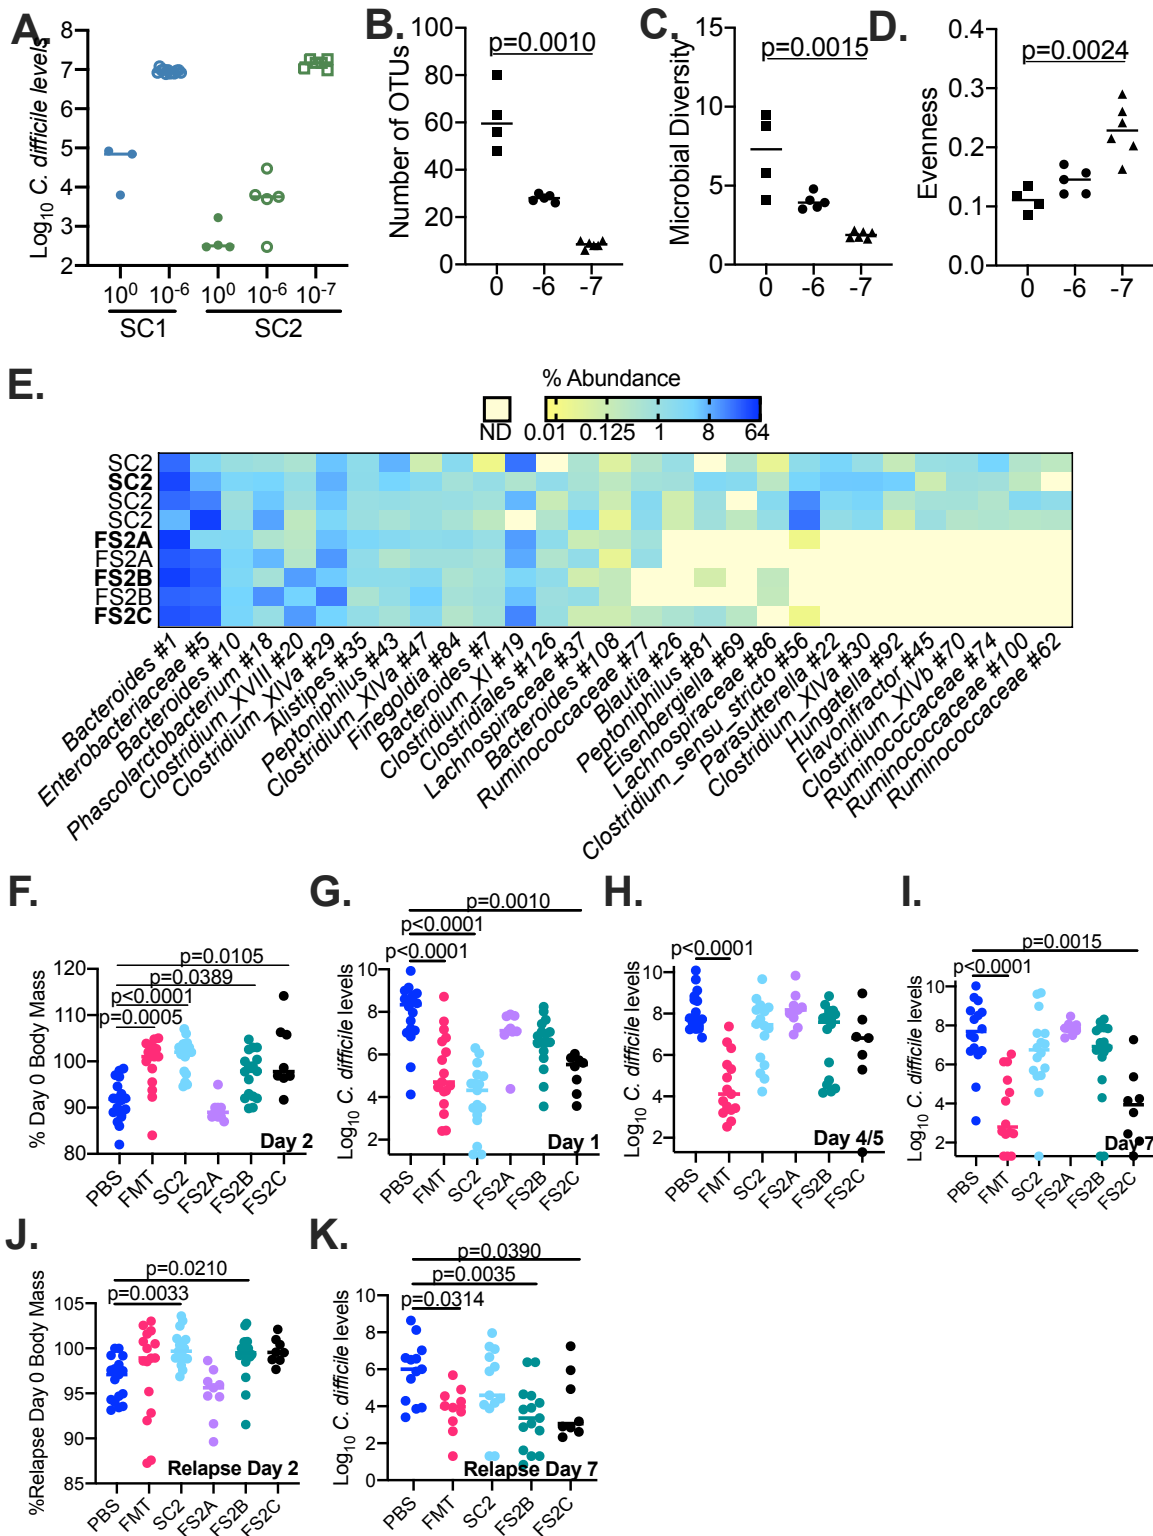 A.
Log10 C. difficile levels
8
7
6
5
4
3
2
10^0
10^-6
10^0
10^-6
10^-7
SC1
SC2
B.
p=0.0010
Number of OTUs
100
80
60
40
20
0
0
-6
-7
C.
p=0.0015
Microbial Diversity
15
10
5
0
0
-6
-7
D.
p=0.0024
Evenness
0.4
0.3
0.2
0.1
0.0
0
-6
-7
E.
% Abundance
ND
0.01
0.125
1
8
64
SC2
SC2
SC2
SC2
FS2A
FS2A
FS2B
FS2B
FS2C
Bacteroides #1
Enterobacteriaceae #5
Bacteroides #10
Phascolarctobacterium #18
Clostridium_XVIII #20
Clostridium_XIVa #29
Alistipes #35
Peptoniphilus #43
Clostridium_XIVa #47
Finegoldia #84
Bacteroides #7
Clostridium_XI #19
Clostridiales #126
Lachnospiraceae #37
Bacteroides #108
Ruminococcaceae #77
Blautia #26
Peptoniphilus #81
Eisenbergiella #69
Lachnospiraceae #86
Clostridium_sensu_stricto #56
Parasutterella #22
Clostridium_XIVa #30
Hungatella #92
Flavonifractor #45
Clostridium_XIVb #70
Ruminococcaceae #74
Ruminococcaceae #100
Ruminococcaceae #62
F.
p=0.0105
p=0.0389
p<0.0001
p=0.0005
% Day 0 Body Mass
120
110
100
90
80
Day 2
PBS
FMT
SC2
FS2A
FS2B
FS2C
G.
p=0.0010
p<0.0001
p<0.0001
Log10 C. difficile levels
10
8
6
4
2
Day 1
PBS
FMT
SC2
FS2A
FS2B
FS2C
H.
p<0.0001
Log10 C. difficile levels
10
8
6
4
2
Day 4/5
PBS
FMT
SC2
FS2A
FS2B
FS2C
I.
p=0.0015
p<0.0001
Log10 C. difficile levels
10
8
6
4
2
Day7
PBS
FMT
SC2
FS2A
FS2B
FS2C
J.
p=0.0210
p=0.0033
%Relapse Day 0 Body Mass
105
100
95
90
85
Relapse Day 2
PBS
FMT
SC2
FS2A
FS2B
FS2C
K.
p=0.0390
p=0.0035
p=0.0314
Log10 C. difficile levels
10
8
6
4
2
0
Relapse Day 7
PBS
FMT
SC2
FS2A
FS2B
FS2C